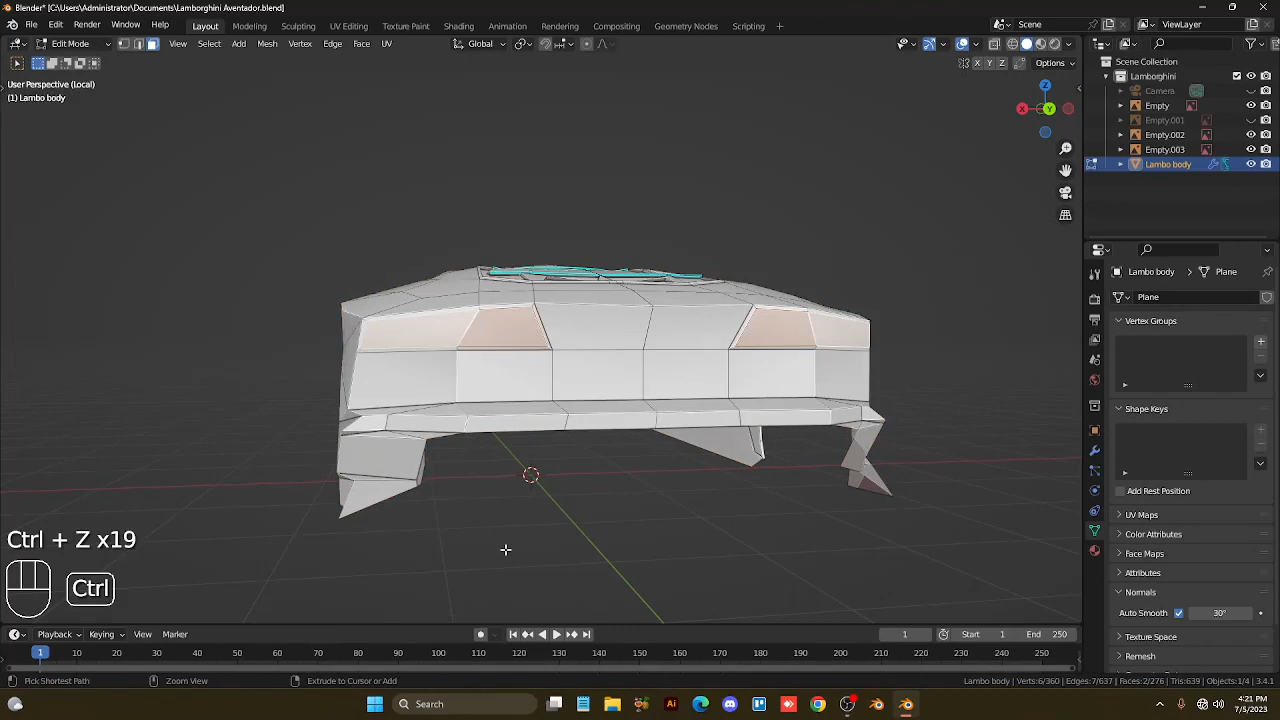 Blender* [C:\Users\Administrator\Documents\Lamborghini Aventador.blend]
File Edit Render Window Help Layout Modeling Sculpting UV Editing Texture Paint Shading Animation Rendering Compositing Geometry Nodes Scripting + Scene ViewLayer
Edit Mode View Select Add Mesh Vertex Edge Face UV Global
X Y Z Options
User Perspective (Local)
(1) Lambo body
Z
X Y
Scene Collection
Lamborghini
Camera
Empty
Empty.001
Empty.002
Empty.003
Lambo body
Lambo body Plane
Plane
Vertex Groups
Shape Keys
Add Rest Position
UV Maps
Color Attributes
Face Maps
Attributes
Normals
Auto Smooth 30°
Texture Space
Remesh
Ctrl + Z x19
Ctrl
Playback Keying View Marker 1 Start 1 End 250
1 10 20 30 40 50 60 70 80 90 100 110 120 130 140 150 160 170 180 190 200 210 220 230 240 250
Pick Shortest Path Zoom View Extrude to Cursor or Add Lambo body | Verts:6/360 | Edges:7/637 | Faces:2/276 | Tris:529 | Objects:1/4 | 3.4.1
Search
Ai
4:21 PM
7/5/2023